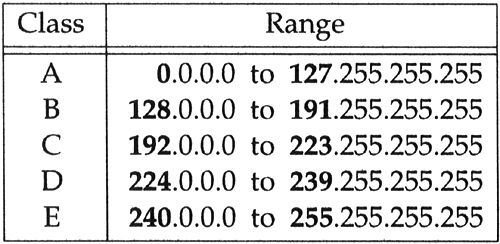 Class Range
A 0.0.0.0 to 127.255.255.255
B 128.0.0.0 to 191.255.255.255
C 192.0.0.0 to 223.255.255.255
D 224.0.0.0 to 239.255.255.255
E 240.0.0.0 to 255.255.255.255